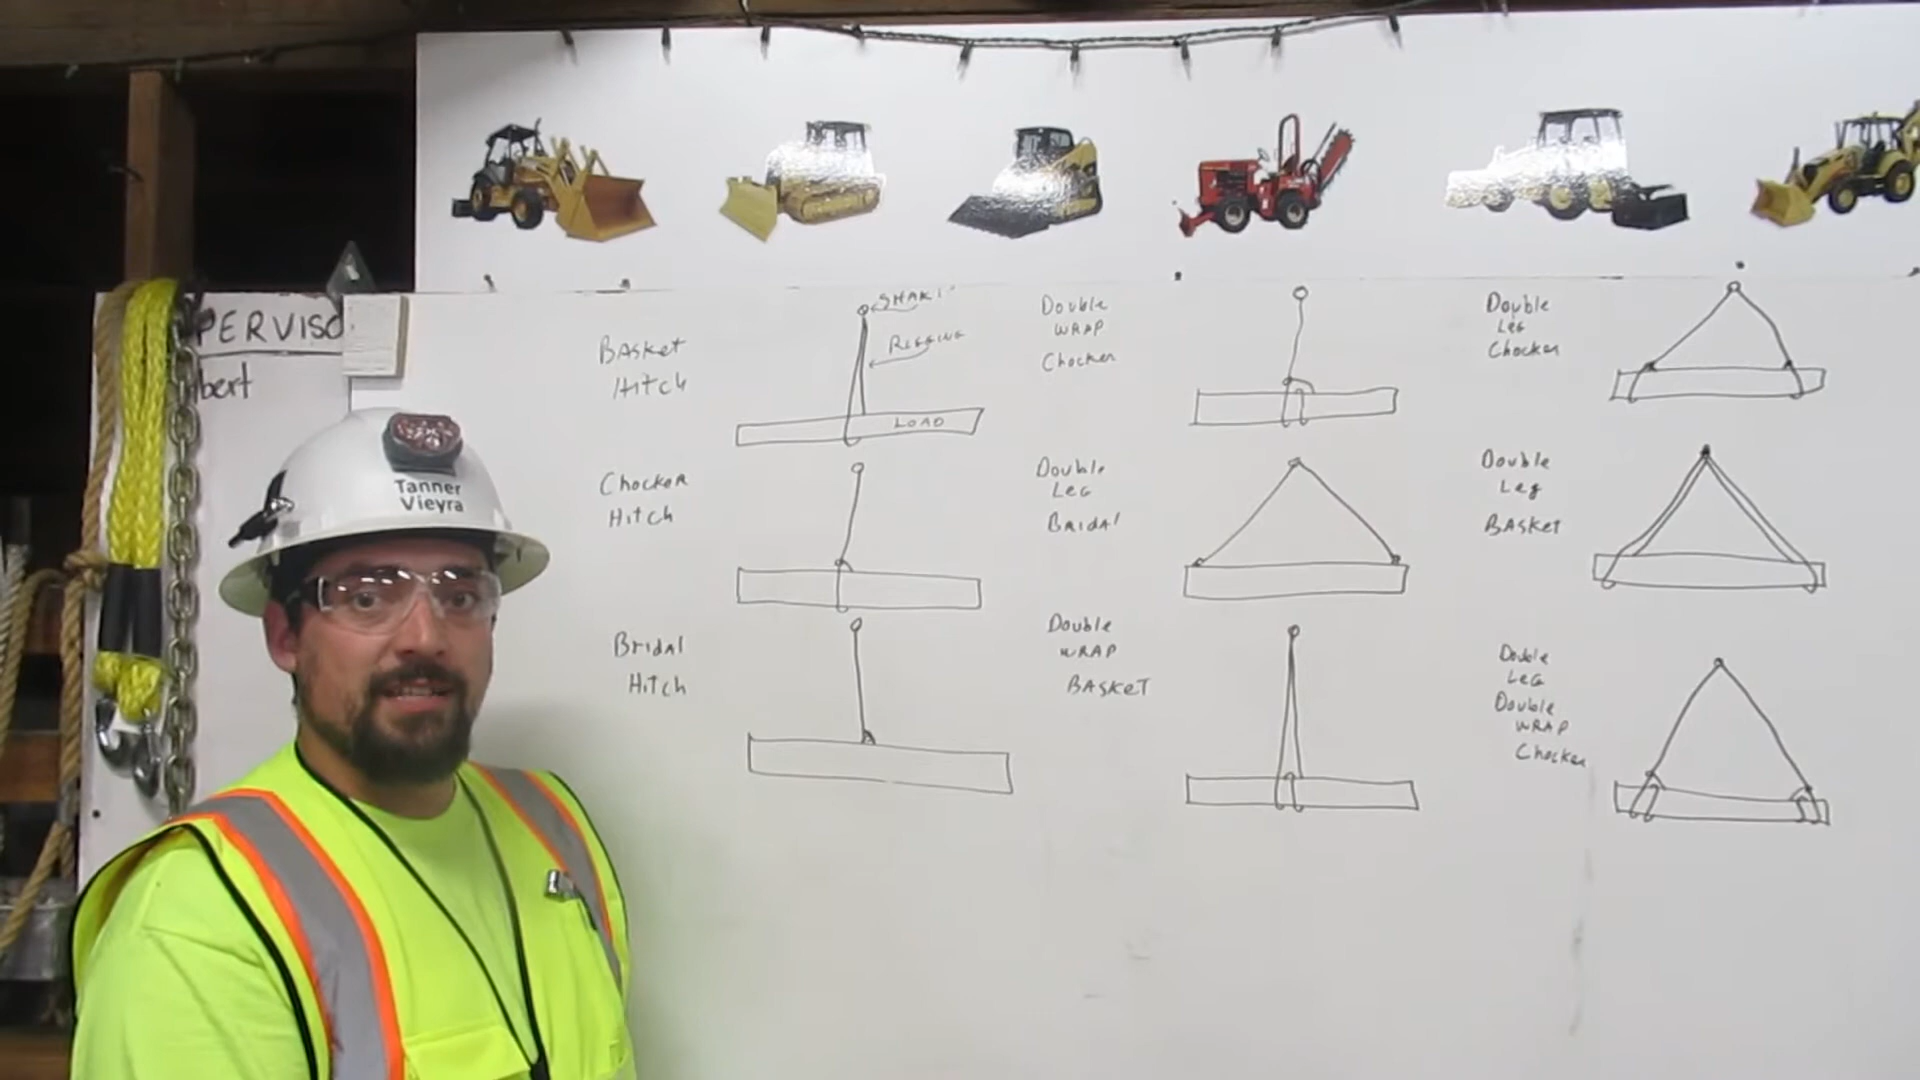 PERVISO
bert
Tanner
Vieyra
BASket
HitcH
SHAKl
RIGGING
LOAD
ChockeR
Hitch
Bridal
Hitch
Double
WRAP
Chocker
Double
LEG
BRIDAl
Double
WRAP
BASKET
Double
LEG
Chocker
Double
Leg
BASKET
Double
LEG
Double
WRAP
Chocker